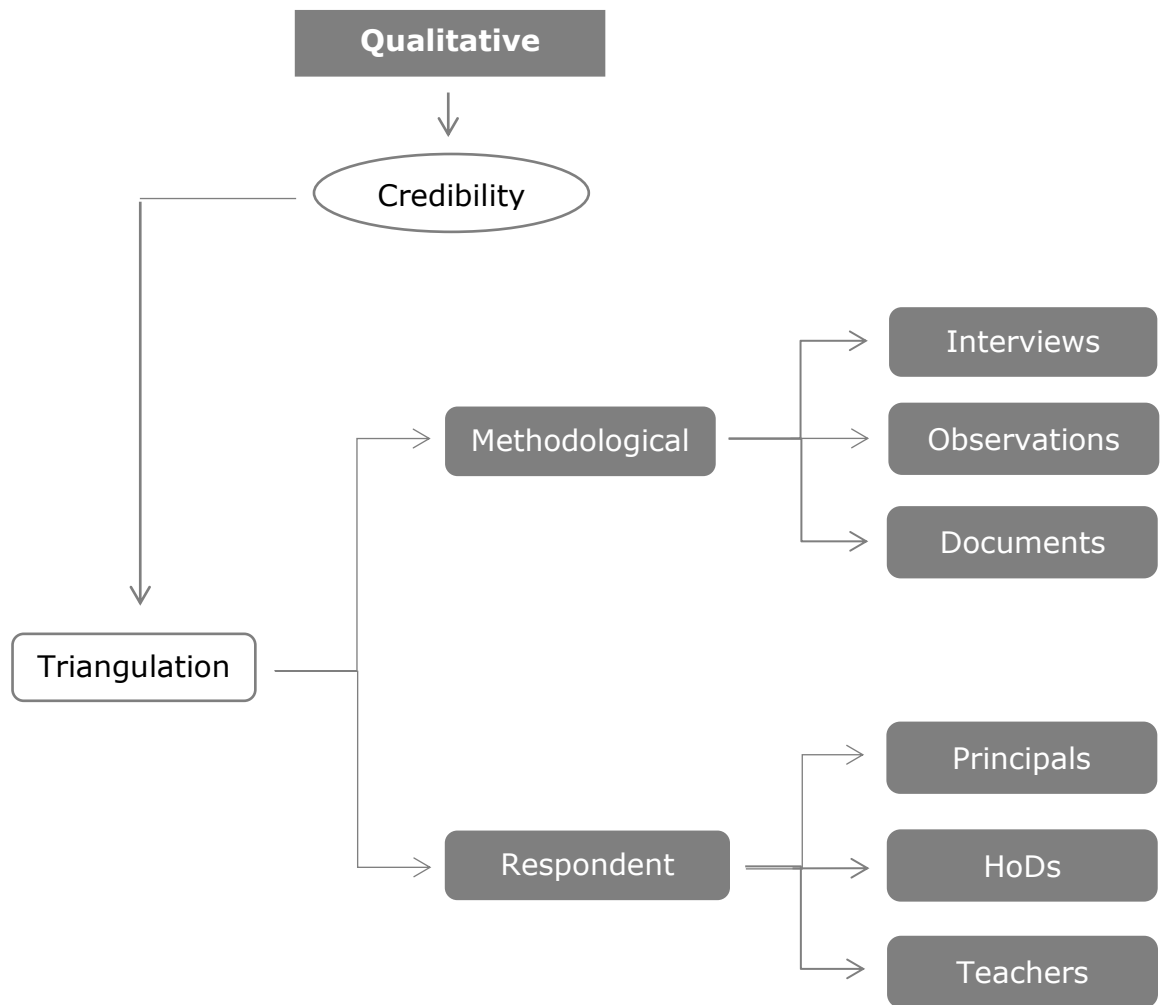 Qualitative
Credibility
Interviews
Methodological
Observations
Documents
Triangulation
Principals
Respondent
HoDs
Teachers